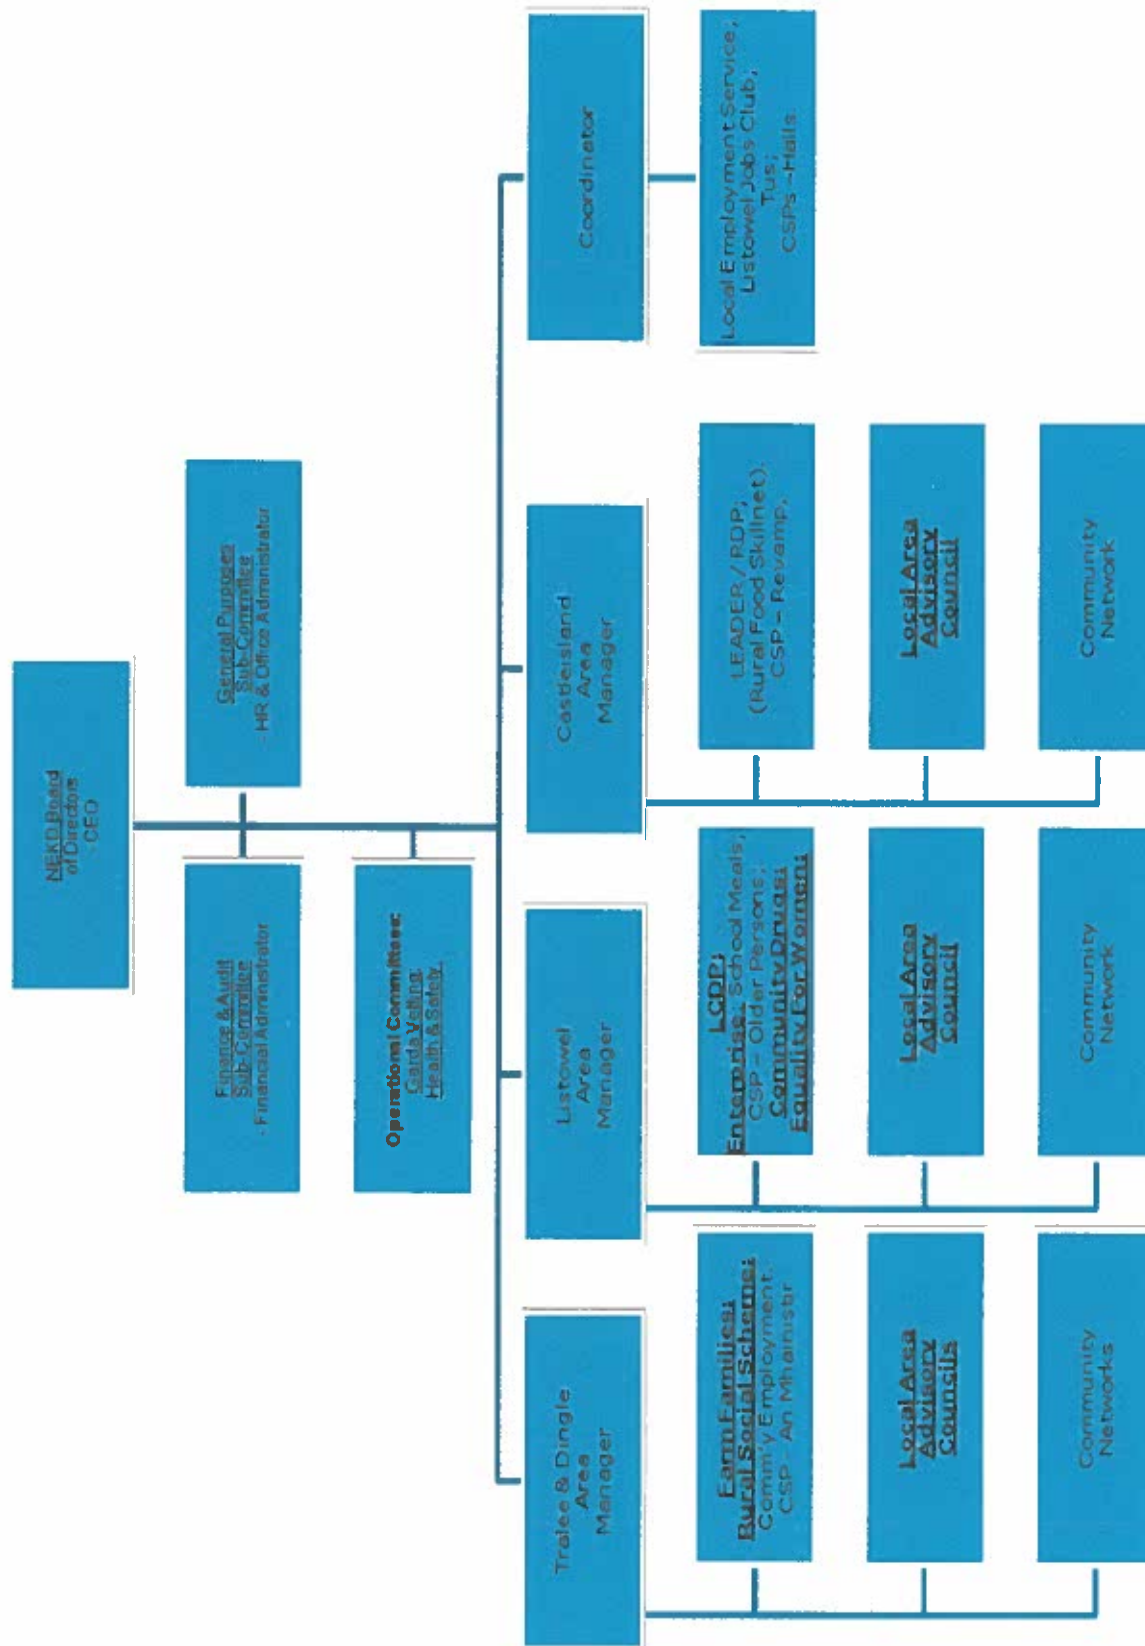 NEKD Board
of Directors
- CEO
Finance & Audit
Sub-Committee
- Financial Administrator
General Purposes
Sub-Committee
- HR & Office Administrator
Operational Committees:
Garda Vetting;
Health & Safety
Tralee & Dingle
Area
Manager
Listowel
Area
Manager
Castleisland
Area
Manager
Coordinator
Farm Families;
Rural Social Scheme;
Comm'y Employment.
CSP - An Mhainistir
Local Area
Advisory
Councils
Community
Networks
LCDP;
Enterprise; School Meals;
CSP – Older Persons;
Community Drugs;
Equality For Women;
Local Area
Advisory
Council
Community
Network
LEADER / RDP;
(Rural Food Skillnet).
CSP – Revamp,
Local Area
Advisory
Council
Community
Network
Local Employment Service;
Listowel Jobs Club;
Tus;
CSPs -Halls